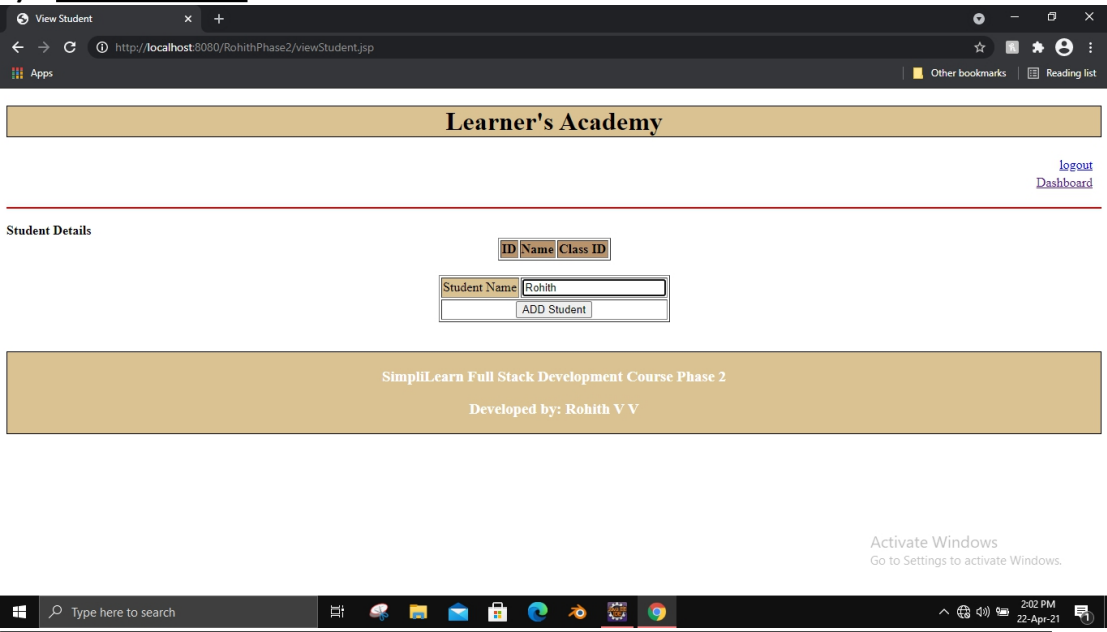 View Student
http://localhost:8080/RohithPhase2/viewStudent.jsp
Apps
Other bookmarks
Reading list
Learner's Academy
logout
Dashboard
Student Details
ID Name Class ID
Student Name Rohith
ADD Student
SimpliLearn Full Stack Development Course Phase 2
Developed by: Rohith V V
Activate Windows
Go to Settings to activate Windows.
Type here to search
2:02 PM
22-Apr-21
1